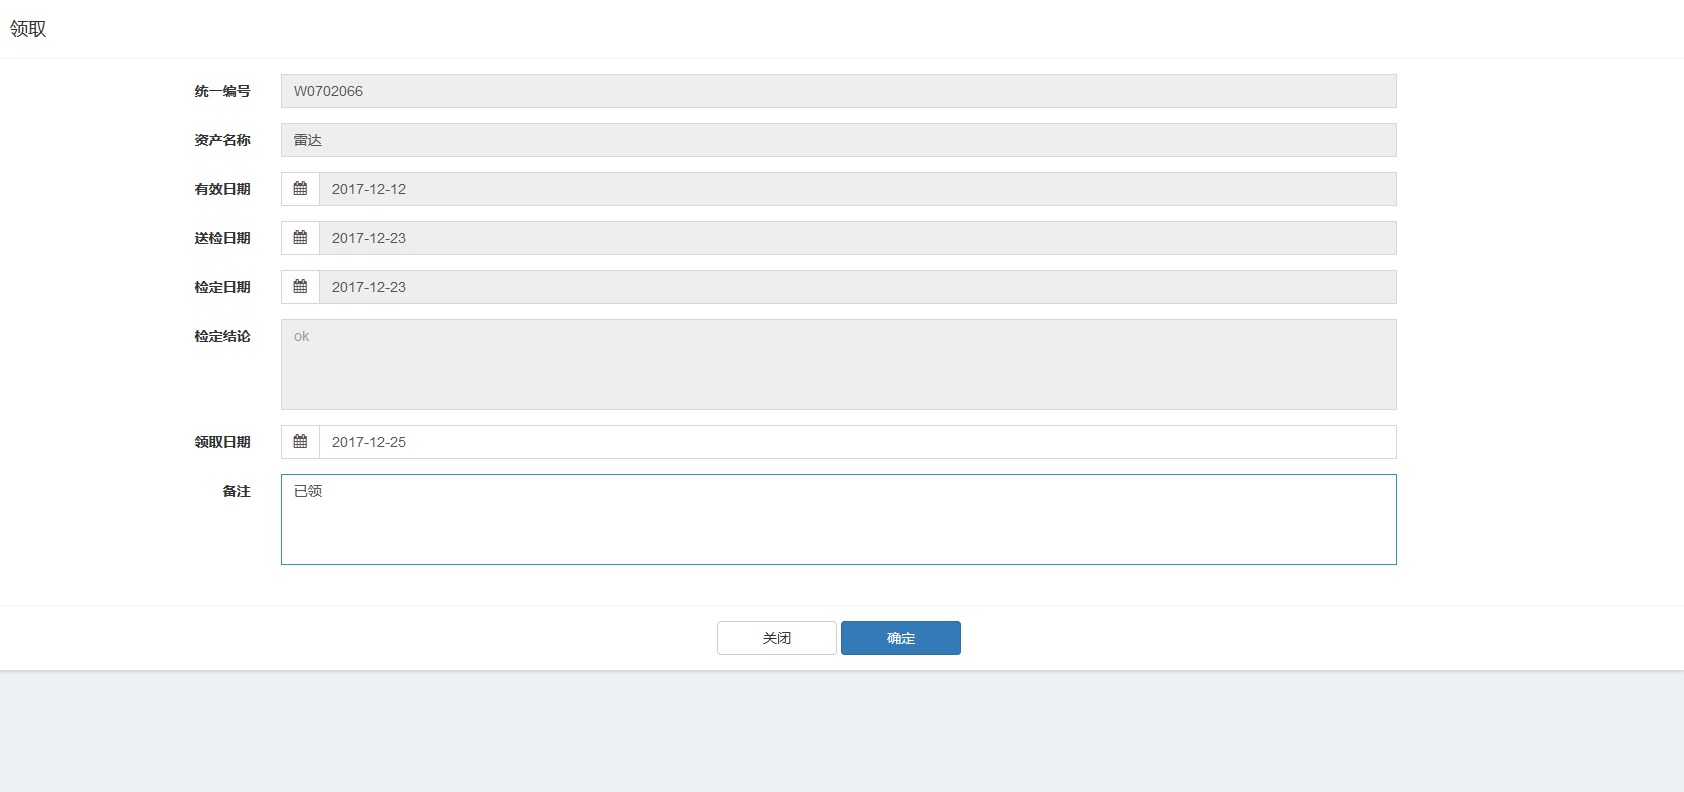 领取
统一编号 W0702066
资产名称 雷达
有效日期 2017-12-12
送检日期 2017-12-23
检定日期 2017-12-23
检定结论 ok
领取日期 2017-12-25
备注 已领
关闭 确定